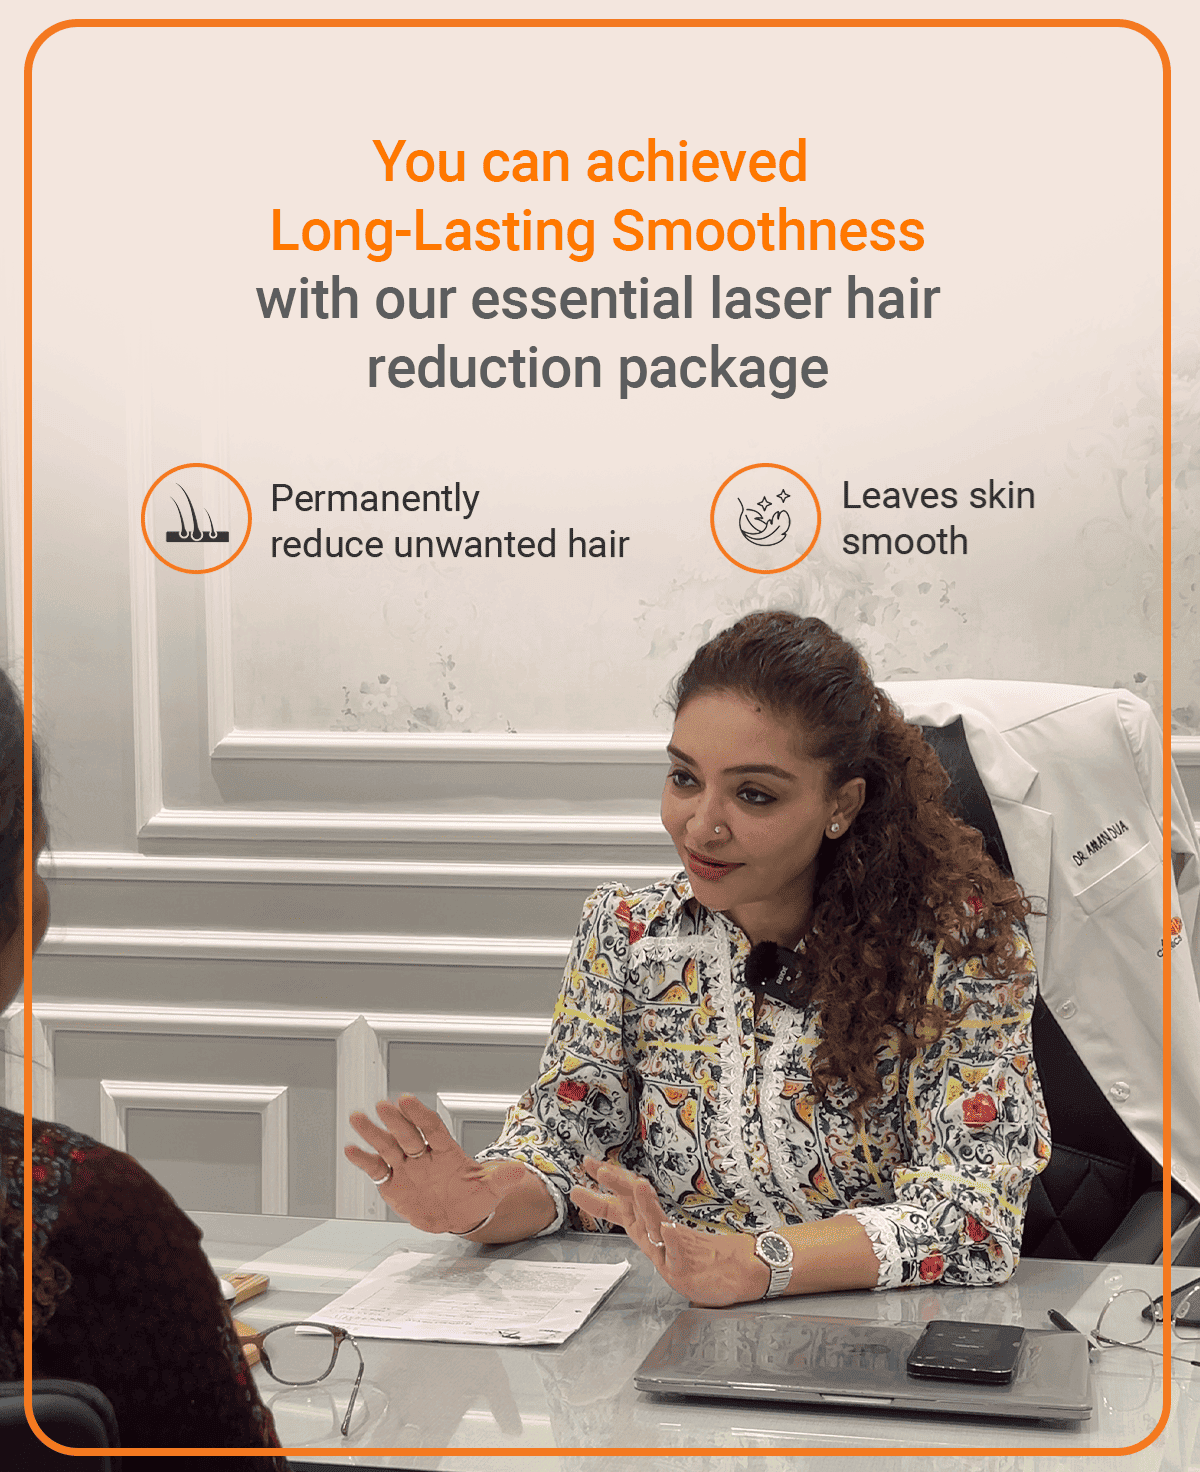 You can achieved
Long-Lasting Smoothness
with our essential laser hair
reduction package
Permanently
reduce unwanted hair
Leaves skin
smooth
DR. AMAN DUA